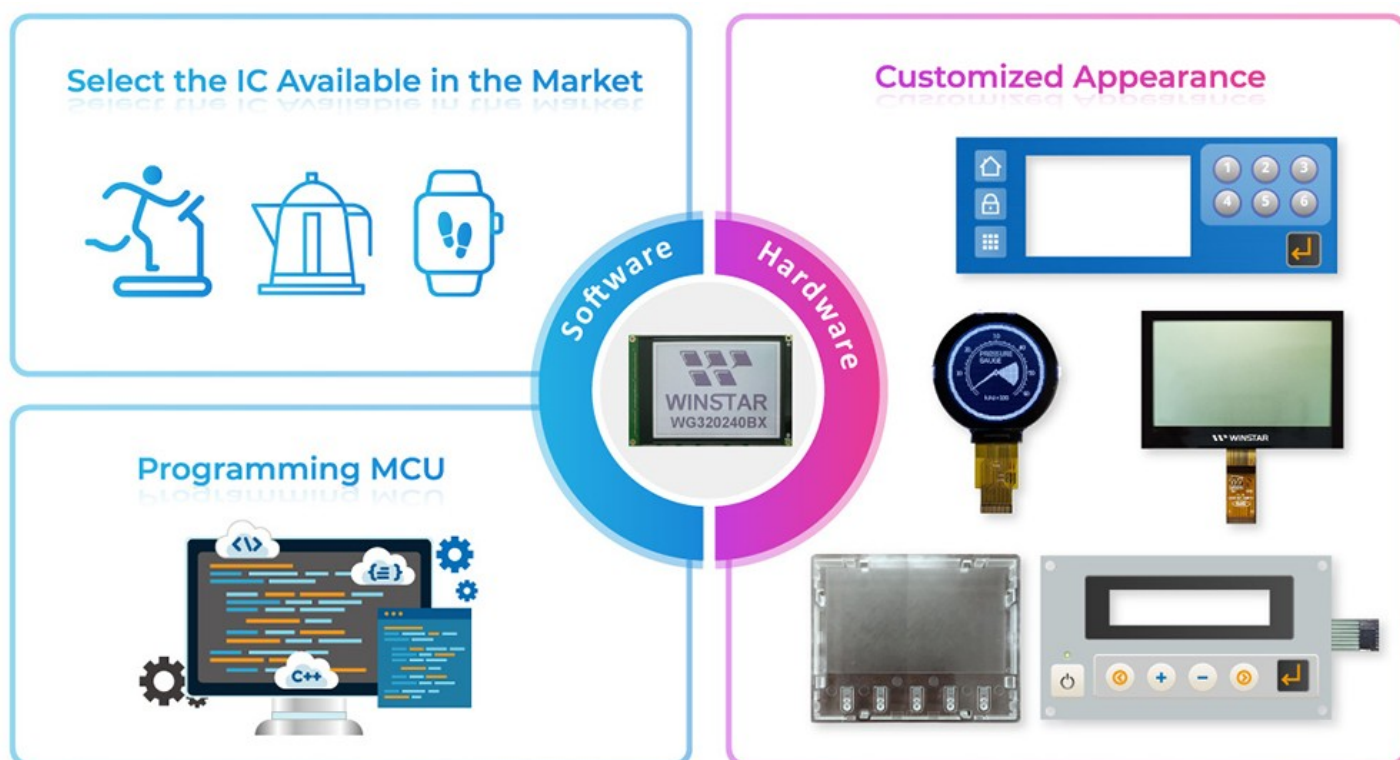 Select the IC Available in the Market
Customized Appearance
1 2 3
4 5 6
Software
Hardware
WINSTAR
WG320240BX
PRESSURE
GAUGE
WINSTAR
Programming MCU
<\>
{≡}
C++